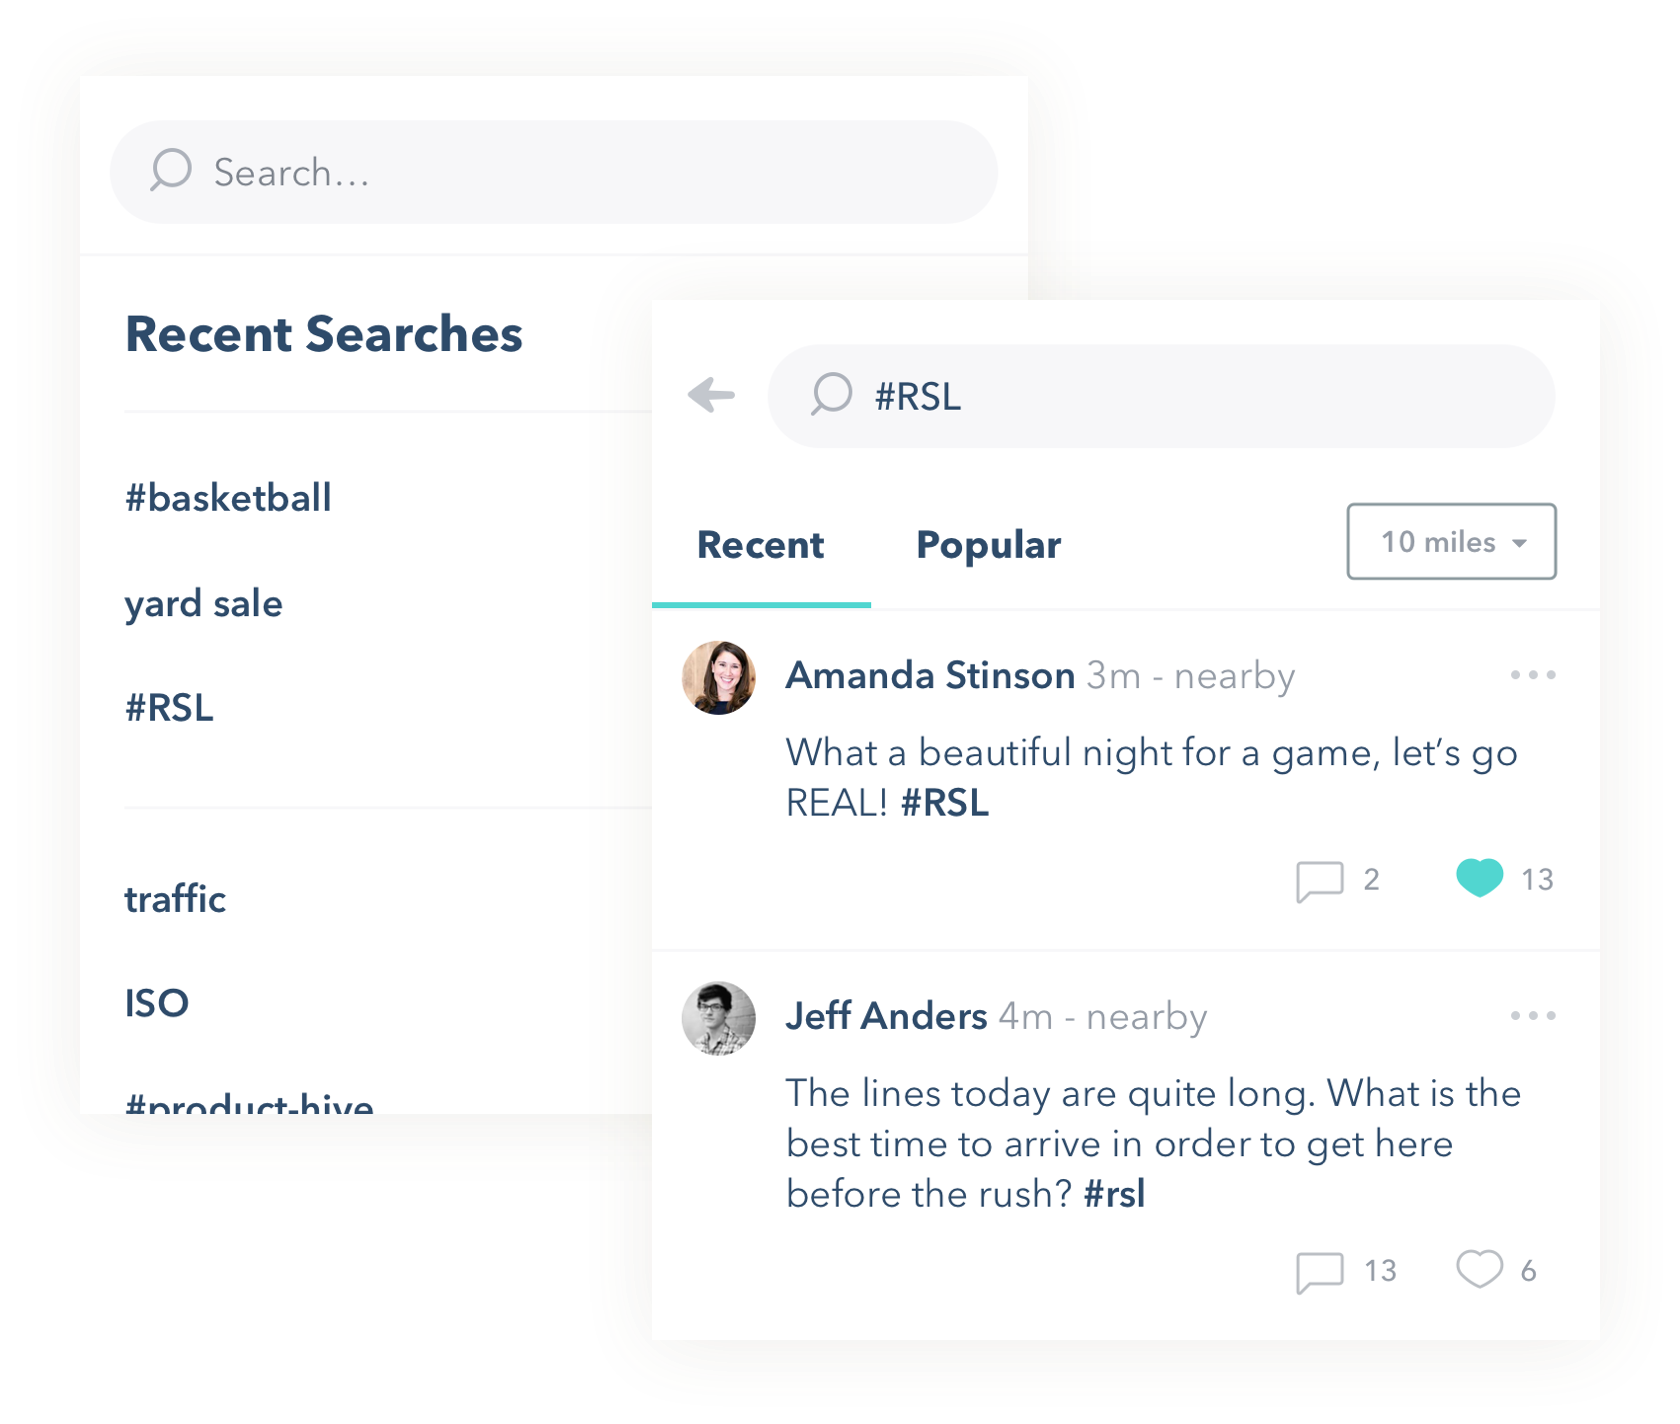 Search...
Recent Searches
#basketball
yard sale
#RSL
traffic
ISO
#product-hive
#RSL
Recent
Popular
10 miles
Amanda Stinson 3m - nearby
What a beautiful night for a game, let’s go
REAL! #RSL
2
13
Jeff Anders 4m - nearby
The lines today are quite long. What is the
best time to arrive in order to get here
before the rush? #rsl
13
6